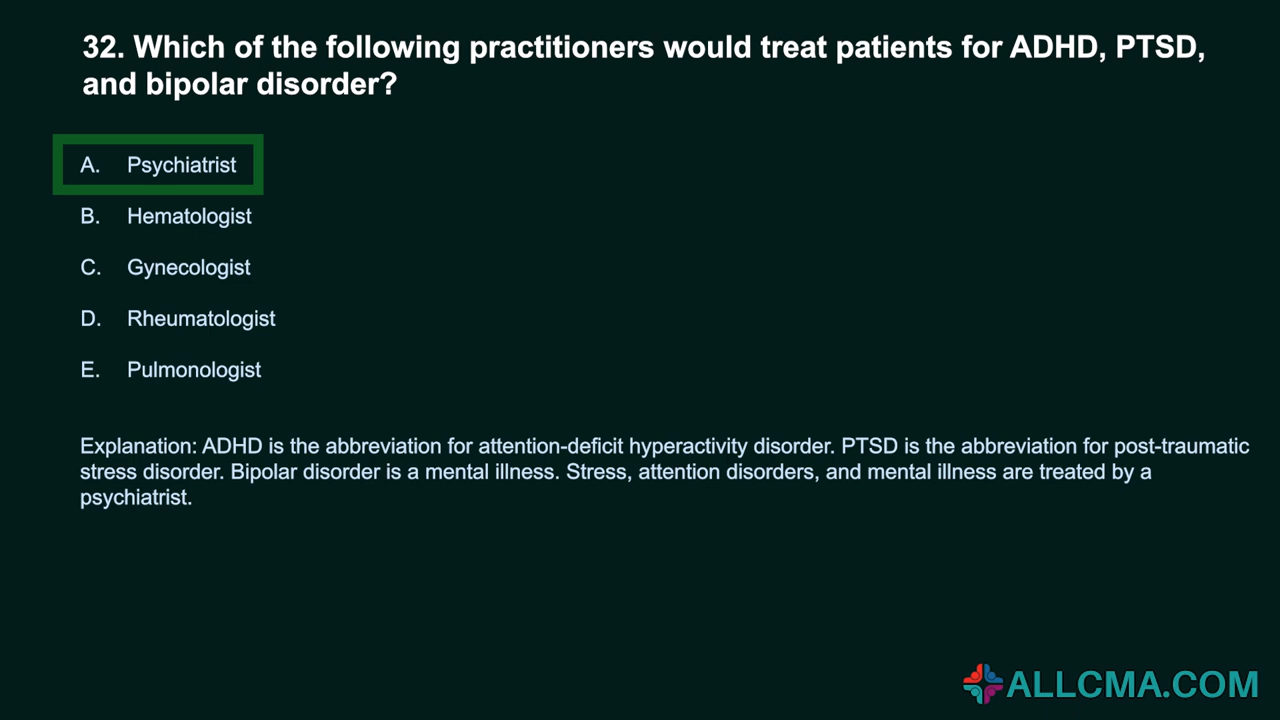 32. Which of the following practitioners would treat patients for ADHD, PTSD,
and bipolar disorder?
A. Psychiatrist
B. Hematologist
C. Gynecologist
D. Rheumatologist
E. Pulmonologist
Explanation: ADHD is the abbreviation for attention-deficit hyperactivity disorder. PTSD is the abbreviation for post-traumatic
stress disorder. Bipolar disorder is a mental illness. Stress, attention disorders, and mental illness are treated by a
psychiatrist.
ALLCMA.COM